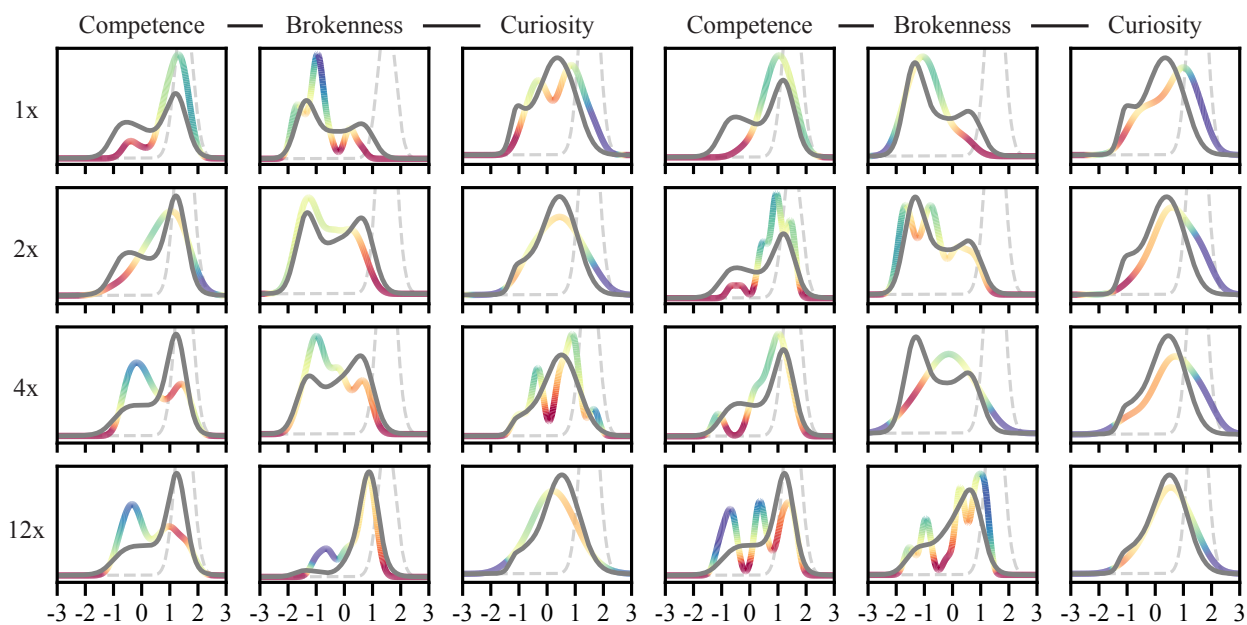 Competence Brokenness Curiosity Competence Brokenness Curiosity
1x
2x
4x
12x
-3 -2 -1 0 1 2 3 -3 -2 -1 0 1 2 3 -3 -2 -1 0 1 2 3 -3 -2 -1 0 1 2 3 -3 -2 -1 0 1 2 3 -3 -2 -1 0 1 2 3